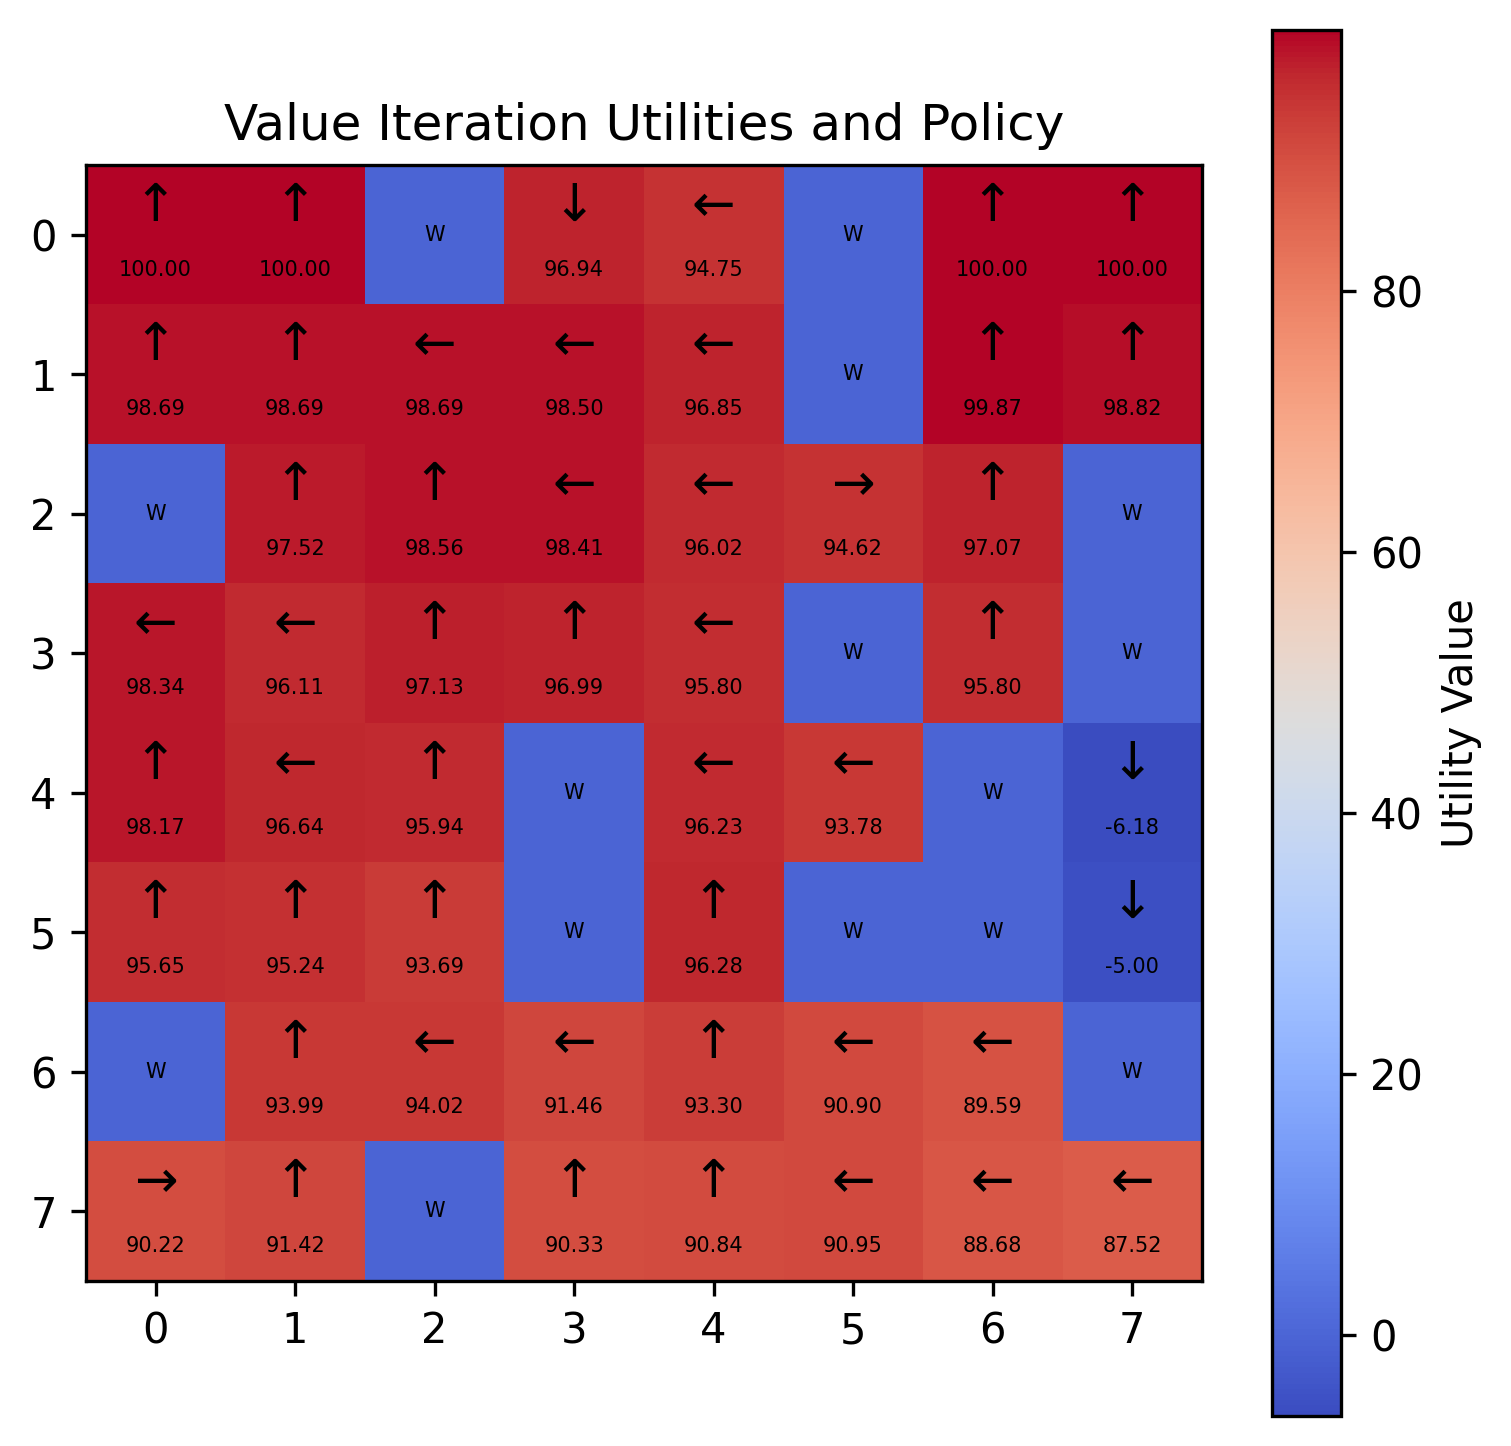 Value Iteration Utilities and Policy
0 ↑ ↑ W ↓ ← W ↑ ↑
100.00 100.00 96.94 94.75 100.00 100.00
1 ↑ ↑ ← ← ← W ↑ ↑
98.69 98.69 98.69 98.50 96.85 99.87 98.82
2 W ↑ ↑ ← ← → ↑ W
97.52 98.56 98.41 96.02 94.62 97.07
3 ← ← ↑ ↑ ← W ↑ W
98.34 96.11 97.13 96.99 95.80 95.80
4 ↑ ← ↑ W ← ← W ↓
98.17 96.64 95.94 96.23 93.78 -6.18
5 ↑ ↑ ↑ W ↑ W W ↓
95.65 95.24 93.69 96.28 -5.00
6 W ↑ ← ← ↑ ← ← W
93.99 94.02 91.46 93.30 90.90 89.59
7 → ↑ W ↑ ↑ ← ← ←
90.22 91.42 90.33 90.84 90.95 88.68 87.52
0 1 2 3 4 5 6 7
80
60
40
20
0
Utility Value